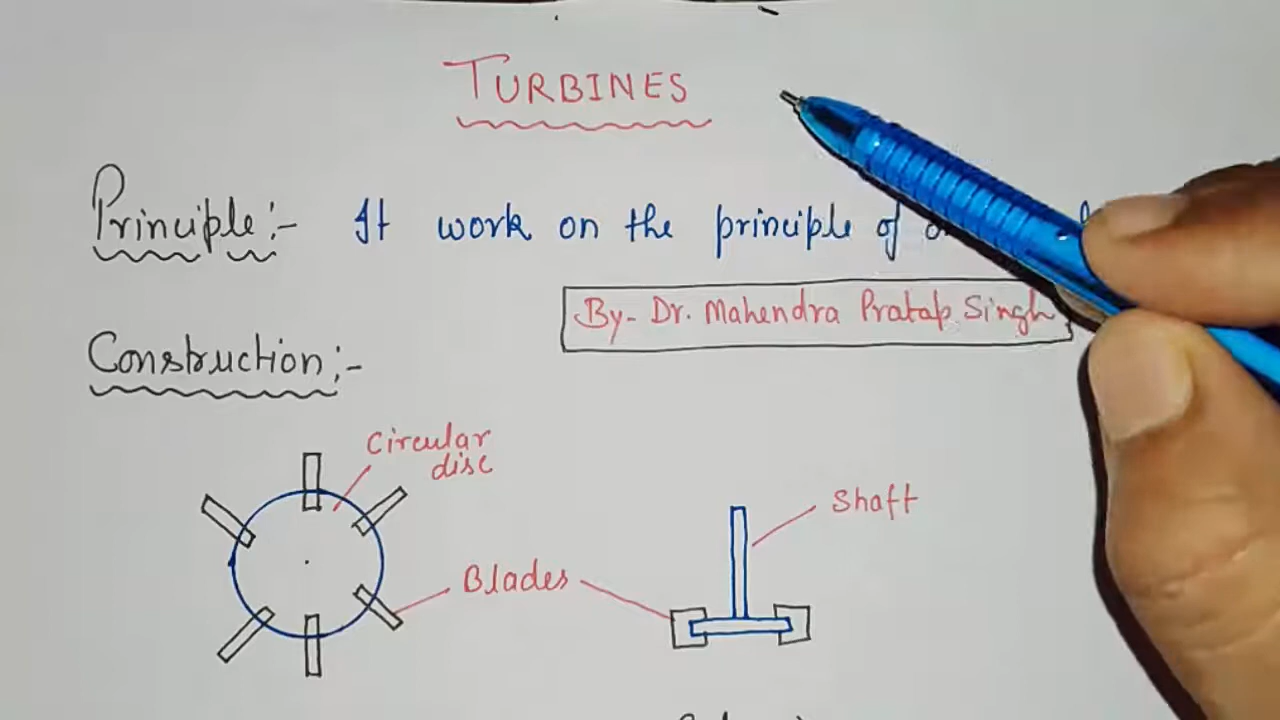 TURBINES
Principle:- It work on the principle of
By- Dr. Mahendra Pratap Singh
Construction:-
Circular
disc
Shaft
Blades